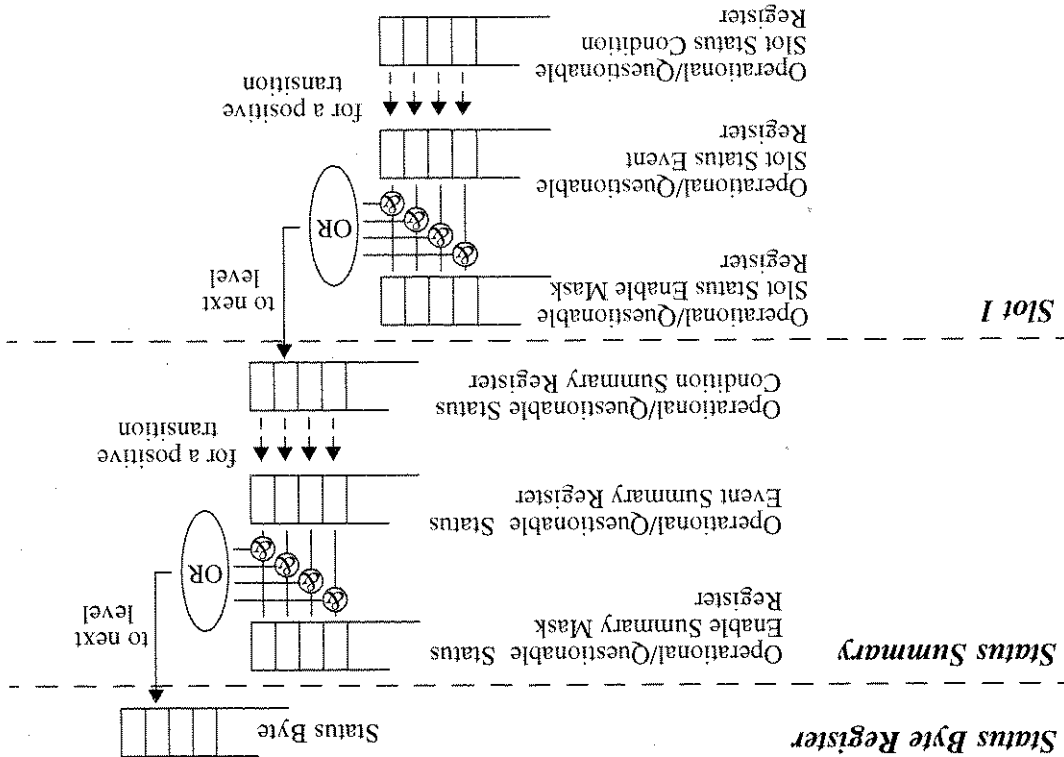 Status Byte Register
Status Byte
Status Summary
Operational/Questionable Status
Enable Summary Mask
Register
to next
level
&
&
&
&
OR
Operational/Questionable Status
Event Summary Register
for a positive
transition
Operational/Questionable Status
Condition Summary Register
Slot 1
Operational/Questionable
Slot Status Enable Mask
Register
to next
level
&
&
&
&
OR
Operational/Questionable
Slot Status Event
Register
for a positive
transition
Operational/Questionable
Slot Status Condition
Register